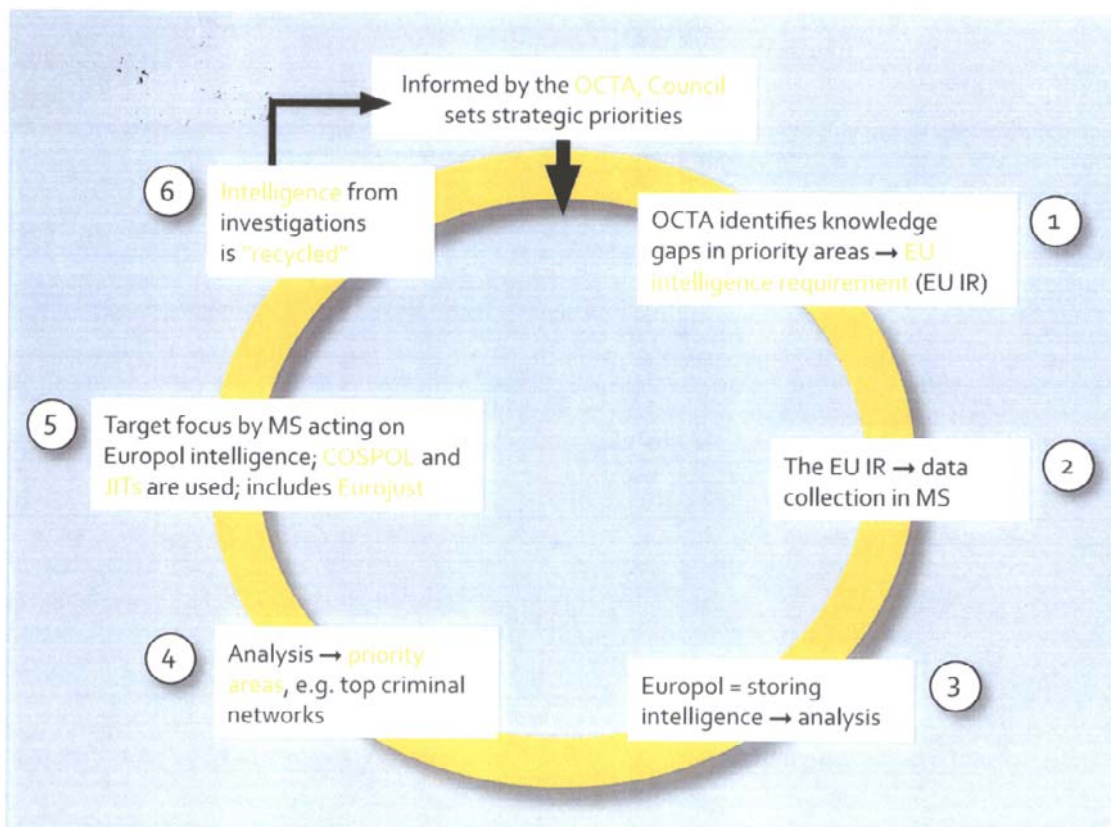 Informed by the OCTA, Council
sets strategic priorities
1
OCTA identifies knowledge
gaps in priority areas → EU
intelligence requirement (EU IR)
2
The EU IR → data
collection in MS
3
Europol = storing
intelligence → analysis
4
Analysis → priority
areas, e.g. top criminal
networks
5
Target focus by MS acting on
Europol intelligence; COSPOL and
JITs are used; includes Eurojust
6
Intelligence from
investigations
is "recycled"